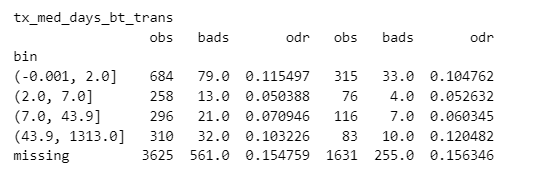 tx_med_days_bt_trans
obs bads odr obs bads odr
bin
(-0.001, 2.0] 684 79.0 0.115497 315 33.0 0.104762
(2.0, 7.0] 258 13.0 0.050388 76 4.0 0.052632
(7.0, 43.9] 296 21.0 0.070946 116 7.0 0.060345
(43.9, 1313.0] 310 32.0 0.103226 83 10.0 0.120482
missing 3625 561.0 0.154759 1631 255.0 0.156346